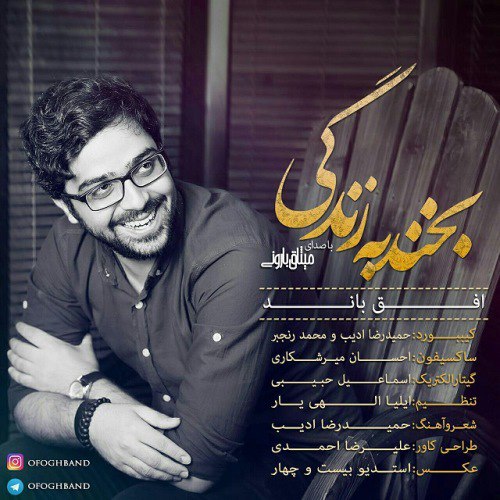 بخند به زندگی
با صدای
میثاق بارونی
افق باند
کیبورد: حمیدرضا ادیب و محمد رنجبر
ساکسیفون: احسان میرشکاری
گیتارالکتریک: اسماعیل حبیبی
تنظیم: ایلیا الهی یار
شعروآهنگ: حمیدرضا ادیب
طراحی کاور: علیرضا احمدی
عکس: استدیو بیست و چهار
OFOGHBAND
OFOGHBAND